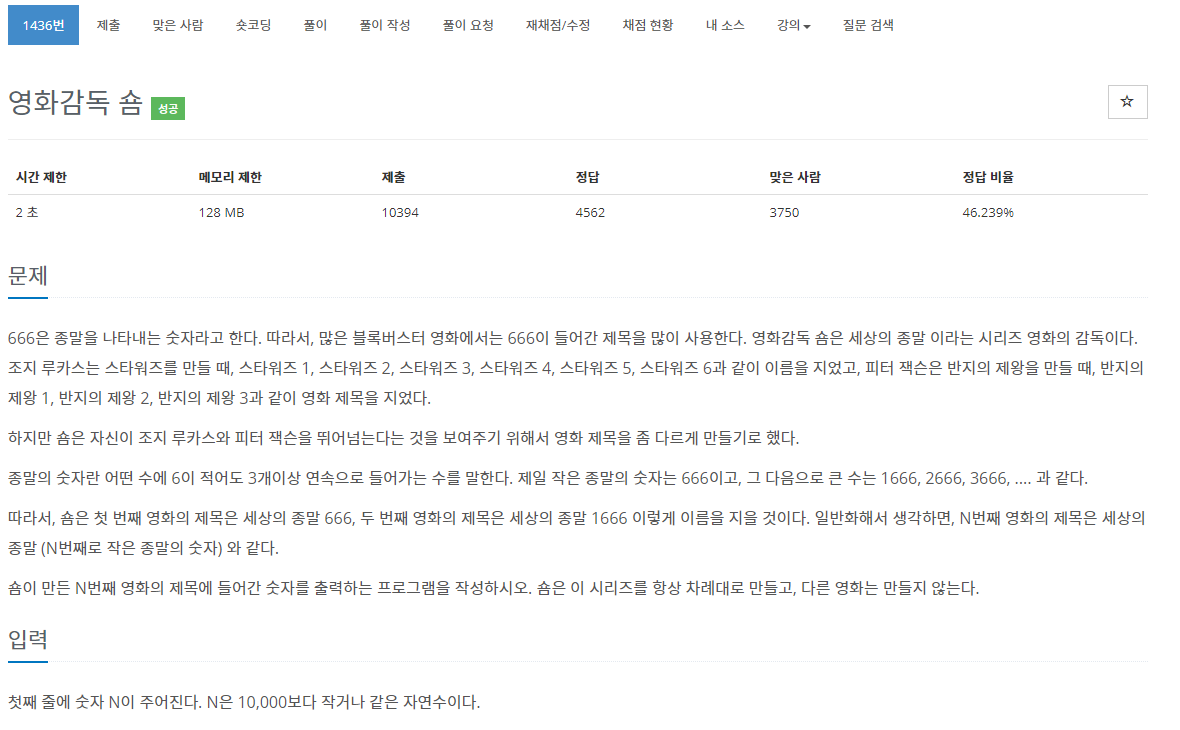 1436번 제출 맞은 사람 숏코딩 풀이 풀이 작성 풀이 요청 재채점/수정 채점 현황 내 소스 강의 질문 검색
영화감독 숌 성공
시간 제한 메모리 제한 제출 정답 맞은 사람 정답 비율
2 초 128 MB 10394 4562 3750 46.239%
문제
666은 종말을 나타내는 숫자라고 한다. 따라서, 많은 블록버스터 영화에서는 666이 들어간 제목을 많이 사용한다. 영화감독 숌은 세상의 종말 이라는 시리즈 영화의 감독이다.
조지 루카스는 스타워즈를 만들 때, 스타워즈 1, 스타워즈 2, 스타워즈 3, 스타워즈 4, 스타워즈 5, 스타워즈 6과 같이 이름을 지었고, 피터 잭슨은 반지의 제왕을 만들 때, 반지의
제왕 1, 반지의 제왕 2, 반지의 제왕 3과 같이 영화 제목을 지었다.
하지만 숌은 자신이 조지 루카스와 피터 잭슨을 뛰어넘는다는 것을 보여주기 위해서 영화 제목을 좀 다르게 만들기로 했다.
종말의 숫자란 어떤 수에 6이 적어도 3개이상 연속으로 들어가는 수를 말한다. 제일 작은 종말의 숫자는 666이고, 그 다음으로 큰 수는 1666, 2666, 3666, .... 과 같다.
따라서, 숌은 첫 번째 영화의 제목은 세상의 종말 666, 두 번째 영화의 제목은 세상의 종말 1666 이렇게 이름을 지을 것이다. 일반화해서 생각하면, N번째 영화의 제목은 세상의
종말 (N번째로 작은 종말의 숫자) 와 같다.
숌이 만든 N번째 영화의 제목에 들어간 숫자를 출력하는 프로그램을 작성하시오. 숌은 이 시리즈를 항상 차례대로 만들고, 다른 영화는 만들지 않는다.
입력
첫째 줄에 숫자 N이 주어진다. N은 10,000보다 작거나 같은 자연수이다.